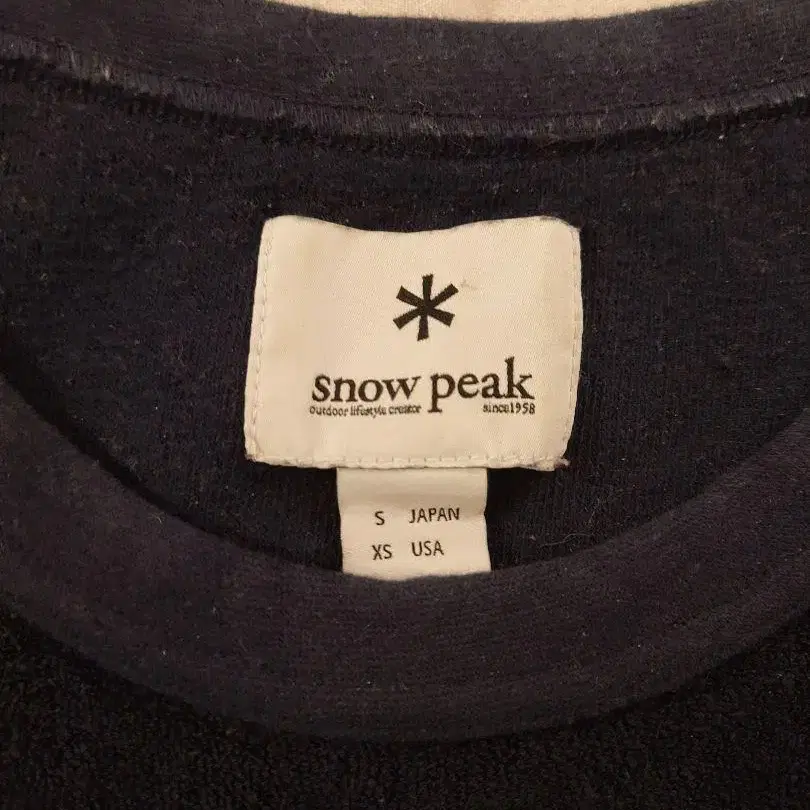 snow peak
outdoor lifestyle creator since1958
S JAPAN
XS USA